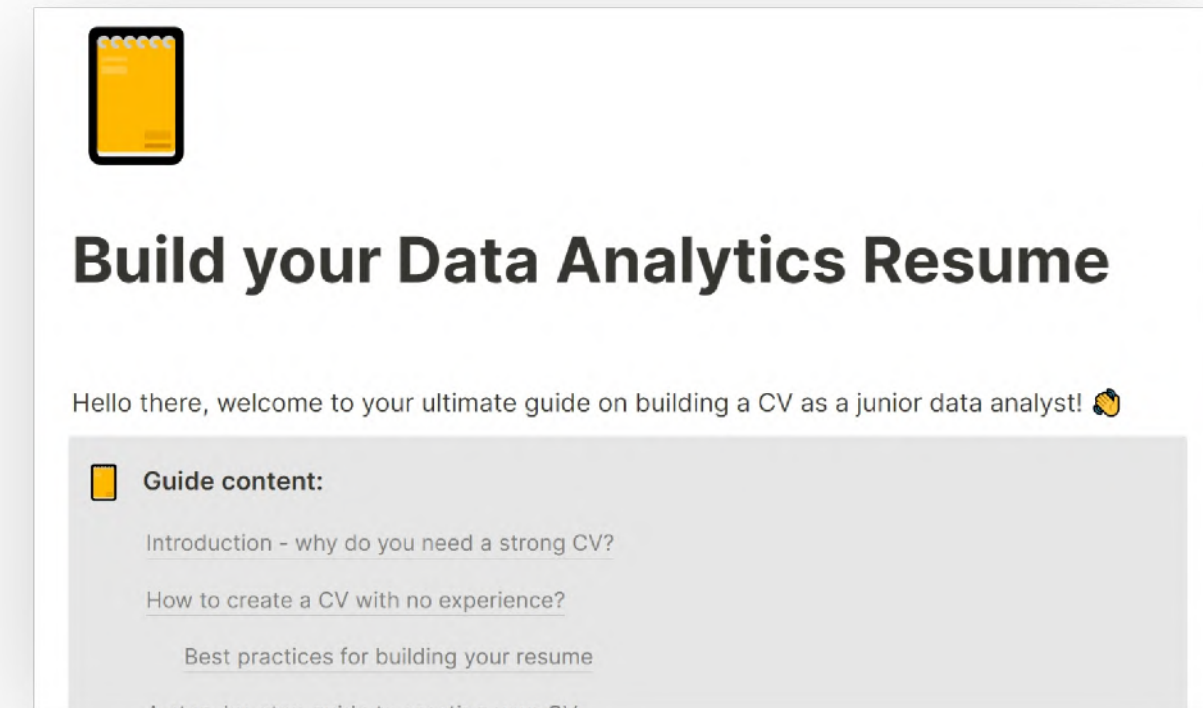 Build your Data Analytics Resume
Hello there, welcome to your ultimate guide on building a CV as a junior data analyst! 👏
Guide content:
Introduction - why do you need a strong CV?
How to create a CV with no experience?
Best practices for building your resume